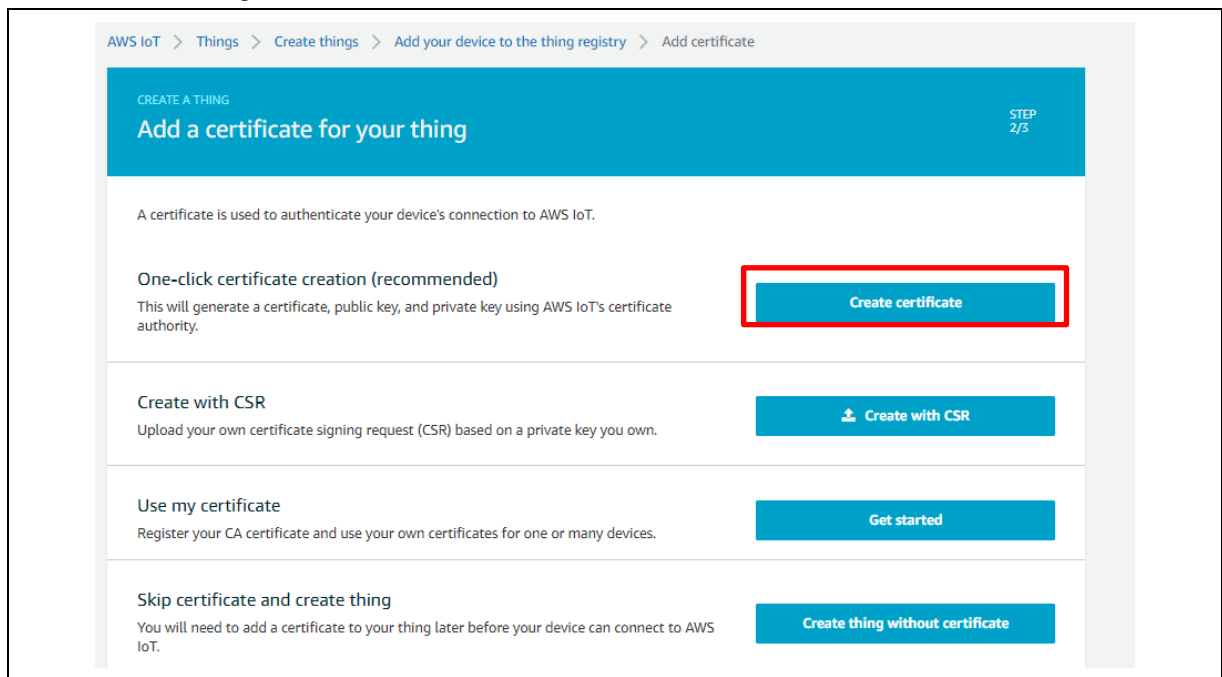 AWS IoT > Things > Create things > Add your device to the thing registry > Add certificate
CREATE A THING
Add a certificate for your thing
STEP
2/3
A certificate is used to authenticate your device's connection to AWS IoT.
One-click certificate creation (recommended)
This will generate a certificate, public key, and private key using AWS IoT's certificate
authority.
Create certificate
Create with CSR
Upload your own certificate signing request (CSR) based on a private key you own.
Create with CSR
Use my certificate
Register your CA certificate and use your own certificates for one or many devices.
Get started
Skip certificate and create thing
You will need to add a certificate to your thing later before your device can connect to AWS
IoT.
Create thing without certificate